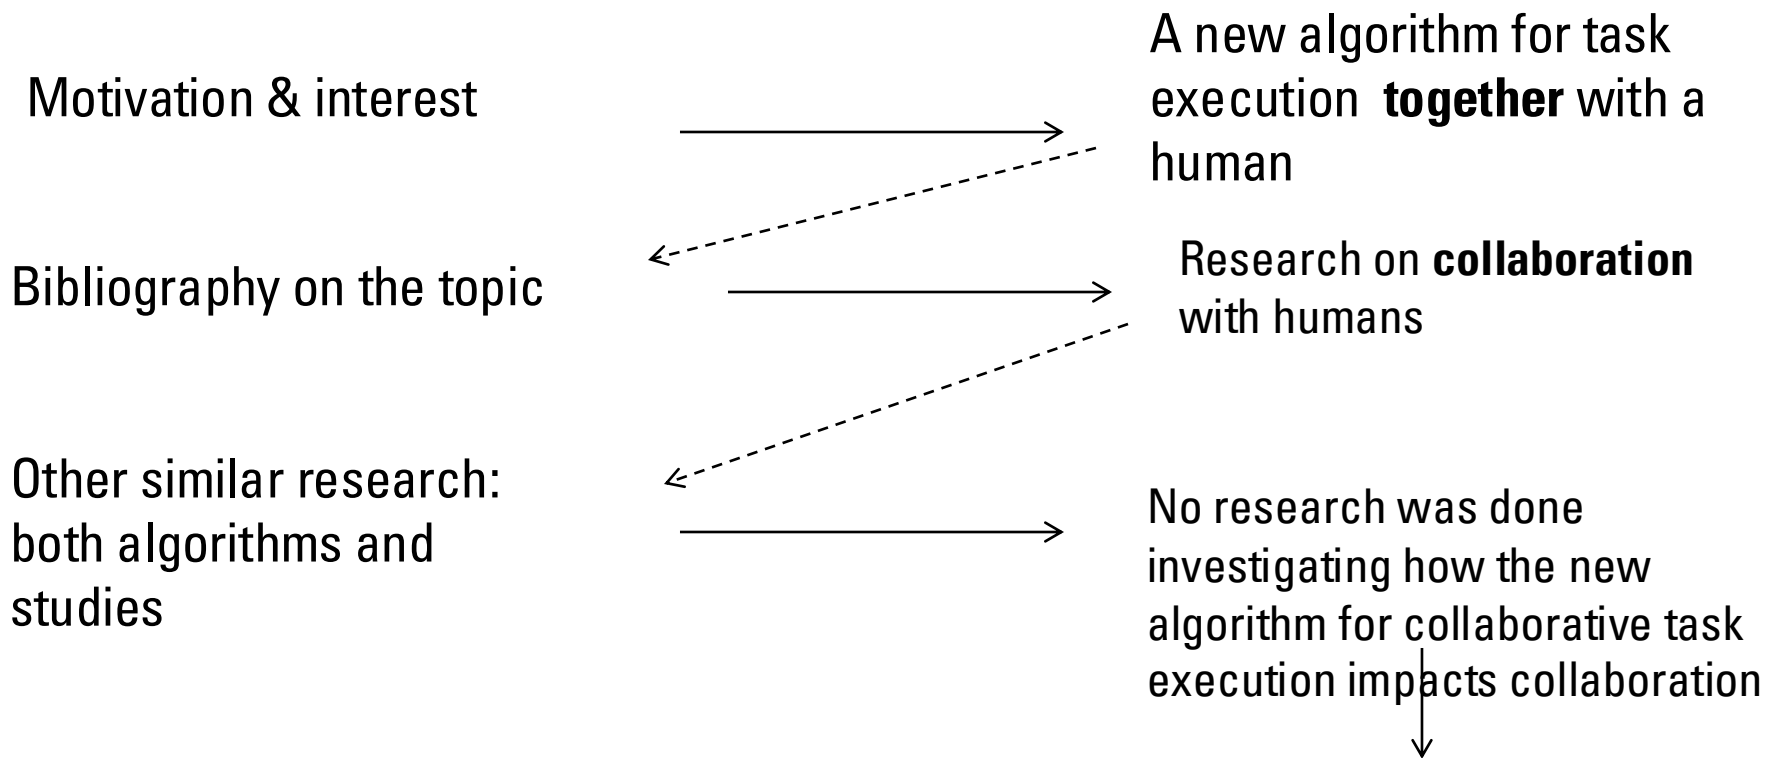 Motivation & interest
A new algorithm for task
execution together with a
human
Bibliography on the topic
Research on collaboration
with humans
Other similar research:
both algorithms and
studies
No research was done
investigating how the new
algorithm for collaborative task
execution impacts collaboration